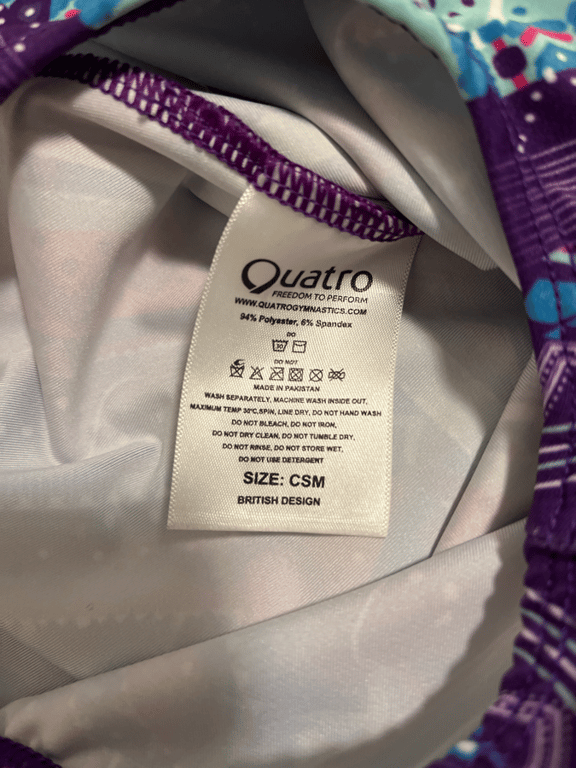 Quatro
FREEDOM TO PERFORM
WWW.QUATROGYMNASTICS.COM
94% Polyester, 6% Spandex
DO
30
DO NOT
MADE IN PAKISTAN
WASH SEPARATELY, MACHINE WASH INSIDE OUT,
MAXIMUM TEMP 30°C,SPIN, LINE DRY, DO NOT HAND WASH
DO NOT BLEACH, DO NOT IRON,
DO NOT DRY CLEAN, DO NOT TUMBLE DRY,
DO NOT RINSE, DO NOT STORE WET,
DO NOT USE DETERGENT
SIZE: CSM
BRITISH DESIGN